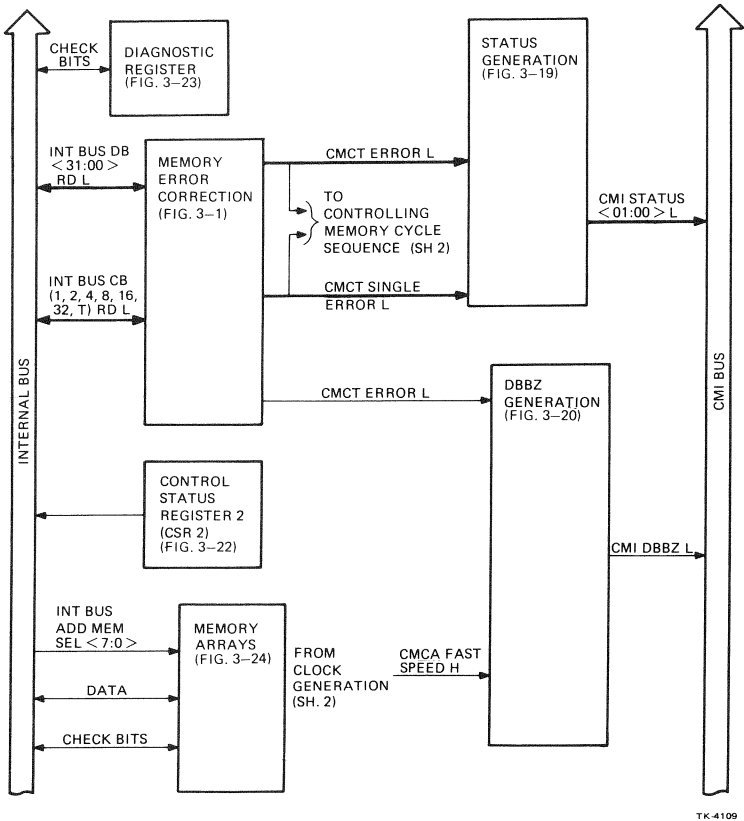 CHECK
BITS
DIAGNOSTIC
REGISTER
(FIG. 3–23)
STATUS
GENERATION
(FIG. 3–19)
INT BUS DB
<31:00>
RD L
MEMORY
ERROR
CORRECTION
(FIG. 3–1)
CMCT ERROR L
TO
CONTROLLING
MEMORY CYCLE
SEQUENCE (SH 2)
CMI STATUS
<01:00> L
INT BUS CB
(1, 2, 4, 8, 16,
32, T) RD L
CMCT SINGLE
ERROR L
INTERNAL BUS
CMI BUS
CMCT ERROR L
DBBZ
GENERATION
(FIG. 3–20)
CONTROL
STATUS
REGISTER 2
(CSR 2)
(FIG. 3–22)
CMI DBBZ L
INT BUS
ADD MEM
SEL <7:0>
MEMORY
ARRAYS
(FIG. 3–24)
FROM
CLOCK
GENERATION
(SH. 2)
CMCA FAST
SPEED H
DATA
CHECK BITS
TK-4109